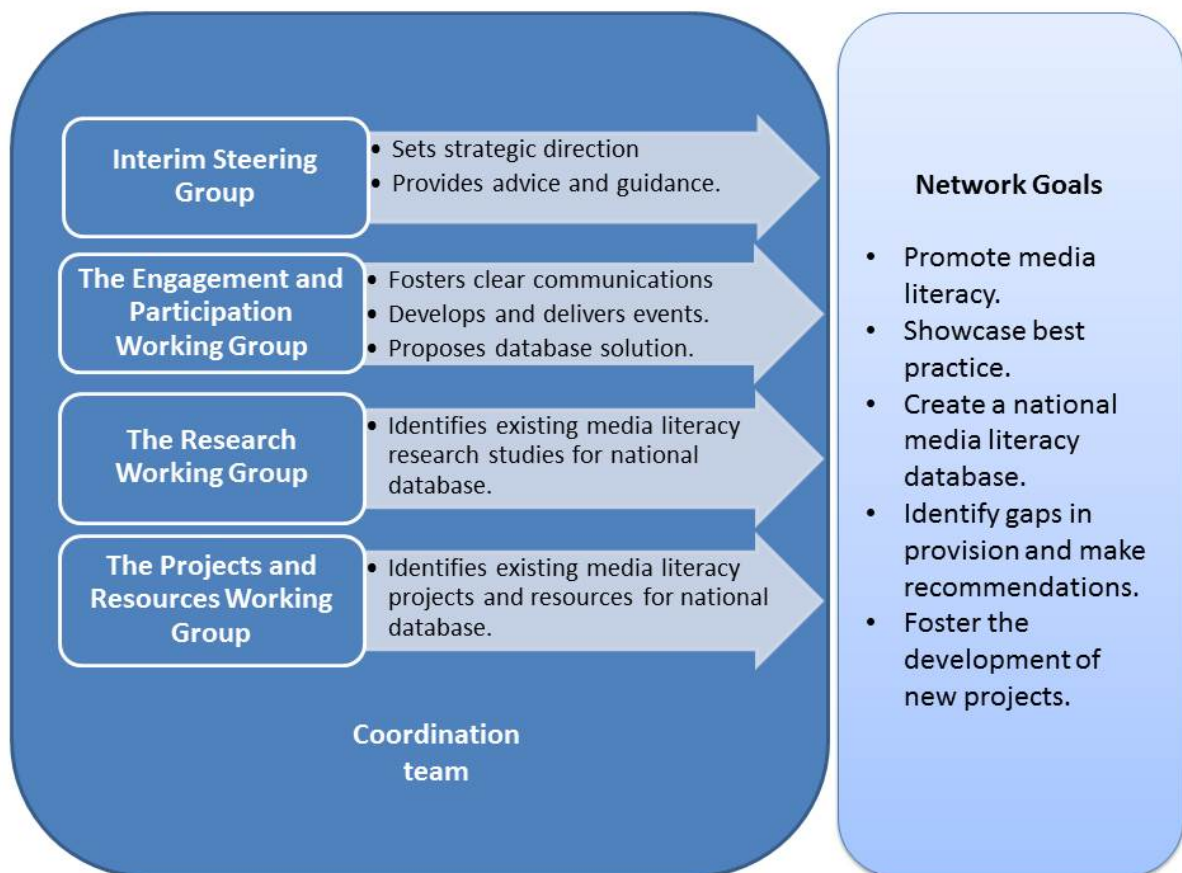 Interim Steering
Group
• Sets strategic direction
• Provides advice and guidance.
The Engagement and
Participation
Working Group
• Fosters clear communications
• Develops and delivers events.
• Proposes database solution.
The Research
Working Group
• Identifies existing media literacy
research studies for national
database.
The Projects and
Resources Working
Group
• Identifies existing media literacy
projects and resources for national
database.
Coordination
team
Network Goals
• Promote media
literacy.
• Showcase best
practice.
• Create a national
media literacy
database.
• Identify gaps in
provision and make
recommendations.
• Foster the
development of
new projects.